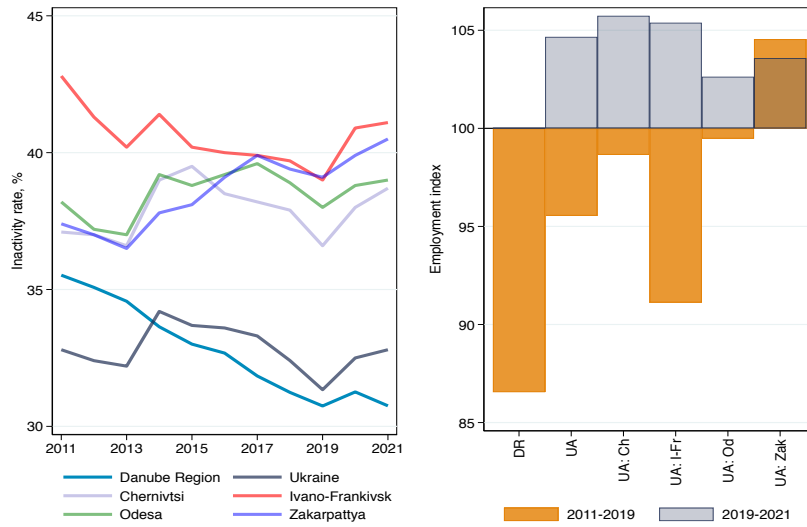 Inactivity rate, %
45
40
35
30
2011 2013 2015 2017 2019 2021
Danube Region Ukraine
Chernivtsi Ivano-Frankivsk
Odesa Zakarpattya
Employment index
105
100
95
90
85
DR
UA
UA: Ch
UA: I-Fr
UA: Od
UA: Zak
2011-2019 2019-2021